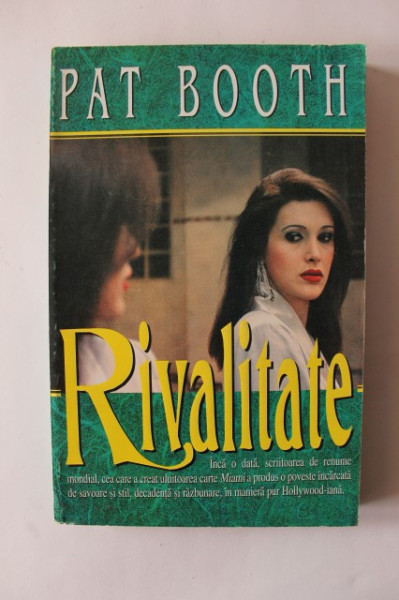 PAT BOOTH
Rivalitate
Încă o dată, scriitoarea de renume
mondial, cea care a creat uluitoarea carte Miami a produs o poveste încărcată
de savoare și stil, decadență și răzbunare, în manieră pur Hollywood-iană.